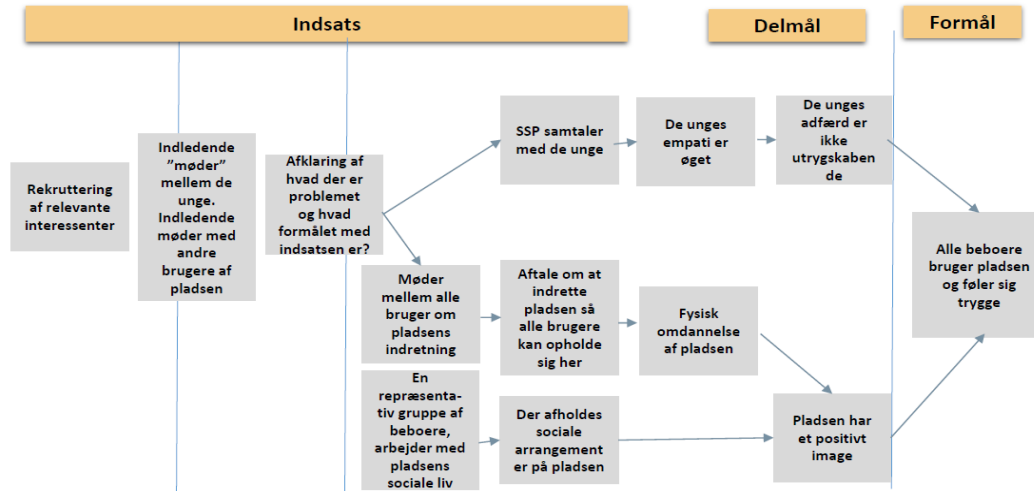 Indsats
Delmål
Formål
Rekruttering
af relevante
interessenter
Indledende
”møder”
mellem de
unge.
Indledende
møder med
andre
brugere af
pladsen
Afklaring af
hvad der er
problemet
og hvad
formålet med
indsatsen er?
SSP samtaler
med de unge
De unges
empati er
øget
De unges
adfærd er
ikke
utrygskaben
de
Møder
mellem alle
bruger om
pladsens
indretning
Aftale om at
indrette
pladsen så
alle brugere
kan opholde
sig her
Fysisk
omdannelse
af pladsen
En
repræsenta-
tiv gruppe af
beboere,
arbejder med
pladsens
sociale liv
Der afholdes
sociale
arrangement
er på pladsen
Pladsen har
et positivt
image
Alle beboere
bruger pladsen
og føler sig
trygge